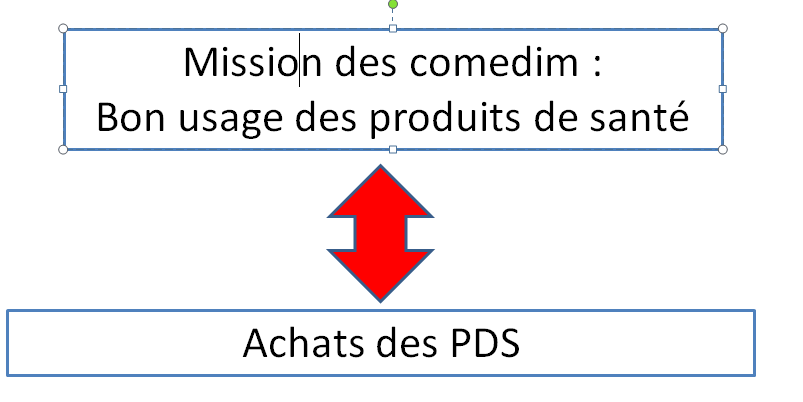 Mission des comedim :
Bon usage des produits de santé
Achats des PDS